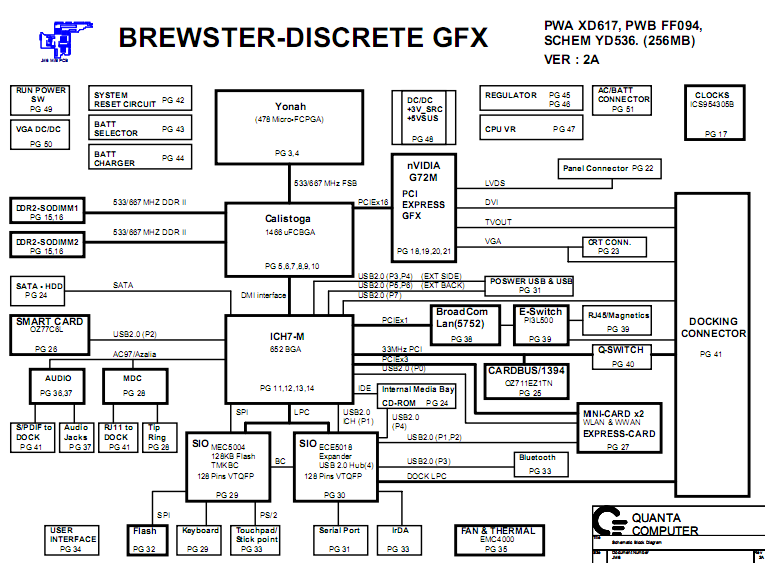 BREWSTER-DISCRETE GFX
PWA XD617, PWB FF094,
SCHEM YD536. (256MB)
VER : 2A
RUN POWER
SW
PG 49
VGA DC/DC
PG 50
SYSTEM
RESET CIRCUIT PG 42
BATT
SELECTOR PG 43
BATT
CHARGER PG 44
Yonah
(478 Micro-FCPGA)
PG 3,4
DC/DC
+3V_SRC
+5VSUS
PG 48
REGULATOR PG 45
PG 46
CPU VR PG 47
AC/BATT
CONNECTOR
PG 51
CLOCKS
ICS954305B
PG 17
533/667 MHZ FSB
nVIDIA
G72M
PCI
EXPRESS
GFX
PG 18,19,20,21
PCIEx16
Panel Connector PG 22
LVDS
DVI
TVOUT
VGA
CRT CONN.
PG 23
DDR2-SODIMM1
PG 15,16
533/667 MHZ DDR II
DDR2-SODIMM2
PG 15,16
533/667 MHZ DDR II
Calistoga
1466 uFCBGA
PG 5,6,7,8,9,10
DMI interface
SATA - HDD
PG 24
SATA
USB2.0 (P3,P4) (EXT SIDE)
USB2.0 (P5,P6) (EXT BACK)
USB2.0 (P7)
POSWER USB & USB
PG 31
SMART CARD
OZ77C6L
PG 26
USB2.0 (P2)
ICH7-M
652 BGA
PG 11,12,13,14
PCIEx1
BroadCom
Lan(5752)
PG 38
E-Switch
PI3L500
PG 39
RJ45/Magnetics
PG 39
DOCKING
CONNECTOR
PG 41
33MHz PCI
PCIEx3
USB2.0 (P0)
Q-SWITCH
PG 40
CARDBUS/1394
OZ711EZ1TN
PG 25
AC97/Azalia
AUDIO
PG 36,37
MDC
PG 28
S/PDIF to
DOCK
PG 41
Audio
Jacks
PG 37
RJ11 to
DOCK
PG 41
Tip
Ring
PG 28
IDE
Internal Media Bay
CD-ROM PG 24
SPI
LPC
USB2.0
ICH (P1)
USB2.0
(P4)
MINI-CARD x2
WLAN & WWAN
EXPRESS-CARD
PG 27
USB2.0 (P1,P2)
SIO MEC5004
128KB Flash
TMKBC
128 Pins VTQFP
PG 29
BC
SIO ECE5018
Expander
USB 2.0 Hub(4)
128 Pins VTQFP
PG 30
USB2.0 (P3)
Bluetooth
PG 33
DOCK LPC
SPI
PS/2
USER
INTERFACE
PG 34
Flash
PG 32
Keyboard
PG 29
Touchpad/
Stick point
PG 33
Serial Port
PG 31
IrDA
PG 33
FAN & THERMAL
EMC4000
PG 35
QUANTA
COMPUTER
Title
Schematic Block Diagram
Size
Document Number
Rev
2A